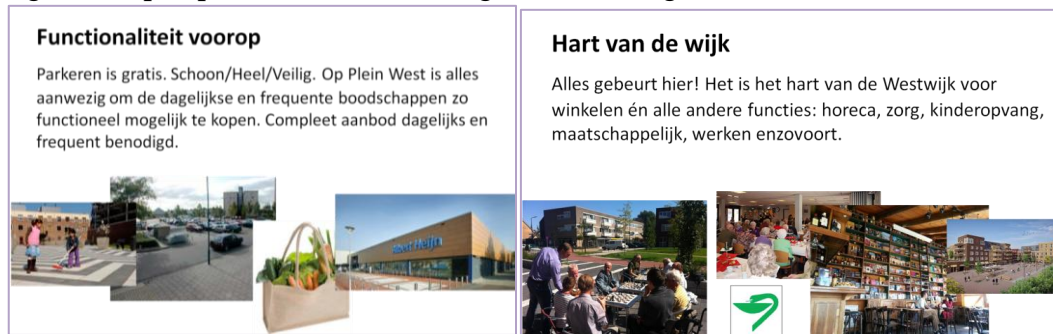 Functionaliteit voorop
Parkeren is gratis. Schoon/Heel/Veilig. Op Plein West is alles
aanwezig om de dagelijkse en frequente boodschappen zo
functioneel mogelijk te kopen. Compleet aanbod dagelijks en
frequent benodigd.
Albert Heijn
Hart van de wijk
Alles gebeurt hier! Het is het hart van de Westwijk voor
winkelen én alle andere functies: horeca, zorg, kinderopvang,
maatschappelijk, werken enzovoort.